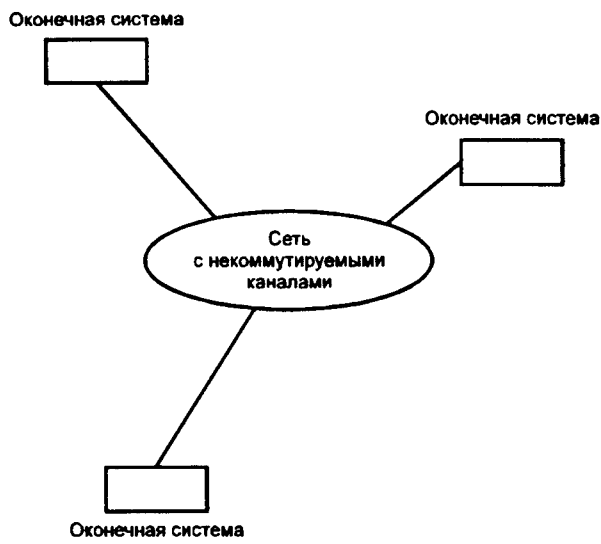 Оконечная система
Оконечная система
Сеть
с некоммутируемыми
каналами
Оконечная система